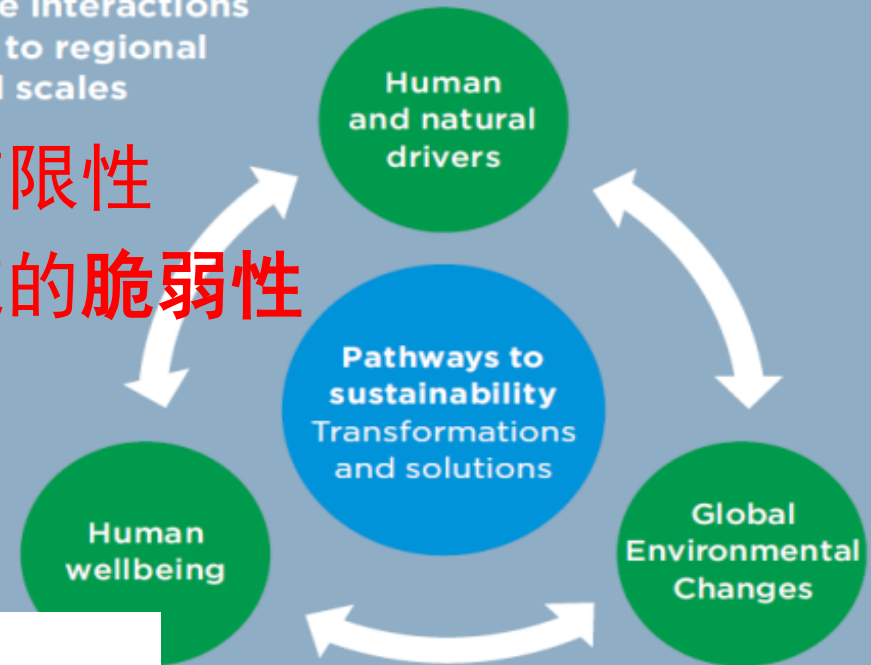 interactions
to regional
scales
限性
的脆弱性
Human
and natural
drivers
Pathways to
sustainability
Transformations
and solutions
Human
wellbeing
Global
Environmental
Changes